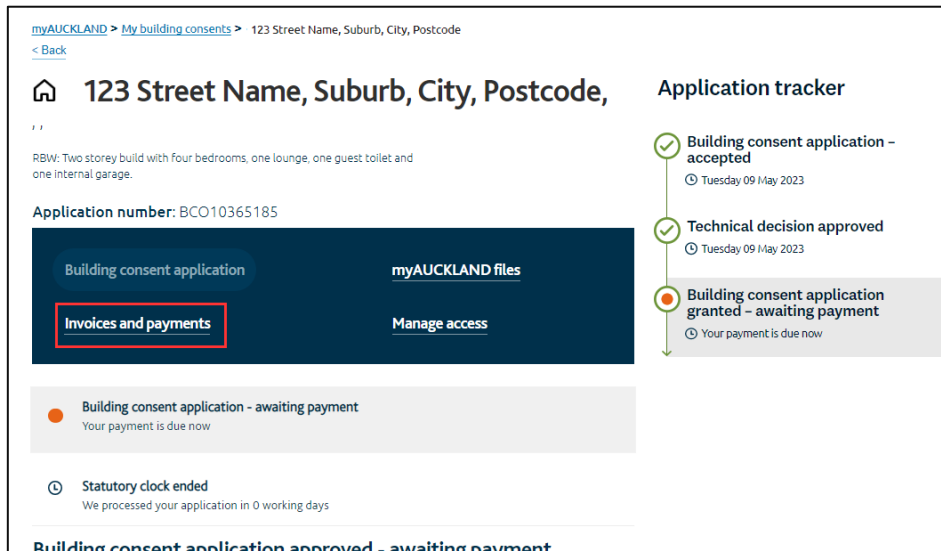 myAUCKLAND > My building consents > 123 Street Name, Suburb, City, Postcode
< Back
123 Street Name, Suburb, City, Postcode,
, ,
RBW: Two storey build with four bedrooms, one lounge, one guest toilet and
one internal garage.
Application number: BCO10365185
Building consent application
myAUCKLAND files
Invoices and payments
Manage access
Building consent application - awaiting payment
Your payment is due now
Statutory clock ended
We processed your application in 0 working days
Building consent application approved - awaiting payment
Application tracker
Building consent application –
accepted
Tuesday 09 May 2023
Technical decision approved
Tuesday 09 May 2023
Building consent application
granted – awaiting payment
Your payment is due now